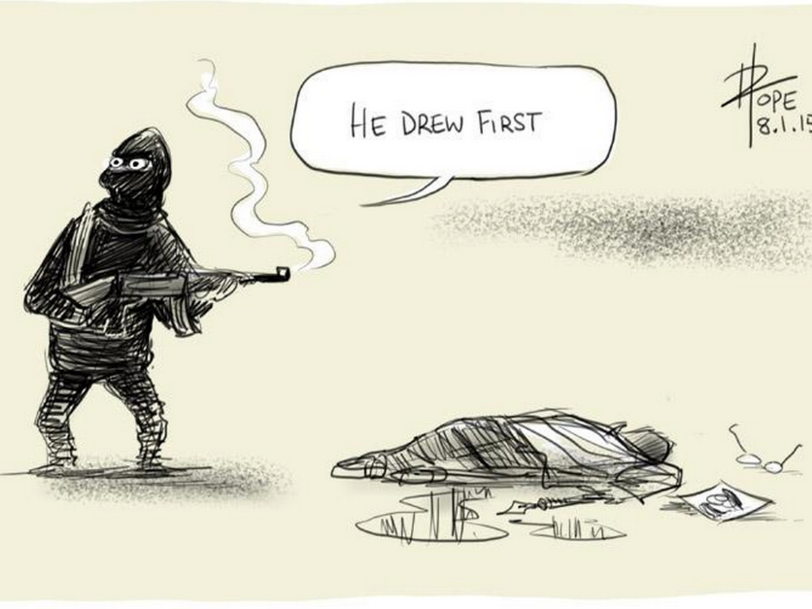 HE DREW FIRST
POPE
8.1.15